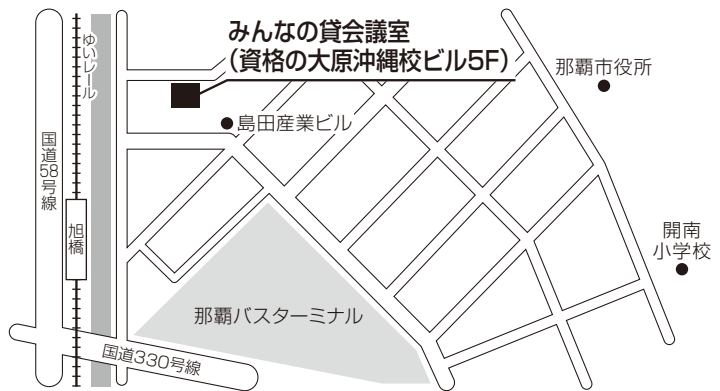 みんなの貸会議室
(資格の大原沖縄校ビル5F)
那覇市役所
ゆいレール
島田産業ビル
国道58号線
旭橋
開南
小学校
那覇バスターミナル
国道330号線